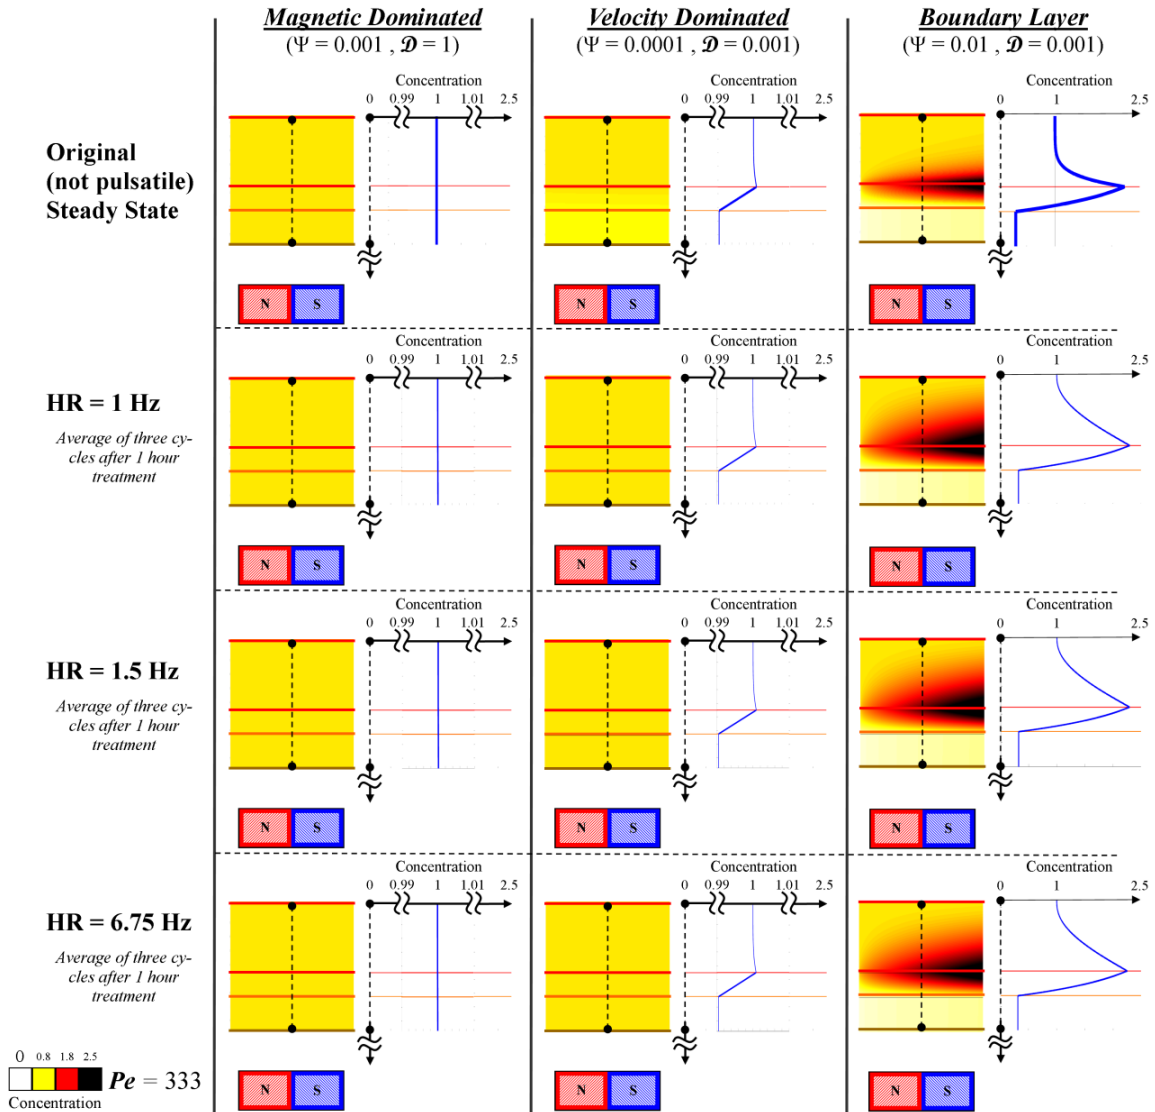 Magnetic Dominated
(Ψ = 0.001 , 𝓓 = 1)
Velocity Dominated
(Ψ = 0.0001 , 𝓓 = 0.001)
Boundary Layer
(Ψ = 0.01 , 𝓓 = 0.001)
Original
(not pulsatile)
Steady State
Concentration
0 0.99 1 1.01 2.5
N S
Concentration
0 0.99 1 1.01 2.5
N S
Concentration
0 1 2.5
N S
HR = 1 Hz
Average of three cy-
cles after 1 hour
treatment
Concentration
0 0.99 1 1.01 2.5
N S
Concentration
0 0.99 1 1.01 2.5
N S
Concentration
0 1 2.5
N S
HR = 1.5 Hz
Average of three cy-
cles after 1 hour
treatment
Concentration
0 0.99 1 1.01 2.5
N S
Concentration
0 0.99 1 1.01 2.5
N S
Concentration
0 1 2.5
N S
HR = 6.75 Hz
Average of three cy-
cles after 1 hour
treatment
Concentration
0 0.99 1 1.01 2.5
N S
Concentration
0 0.99 1 1.01 2.5
N S
Concentration
0 1 2.5
N S
0 0.8 1.8 2.5
Pe = 333
Concentration